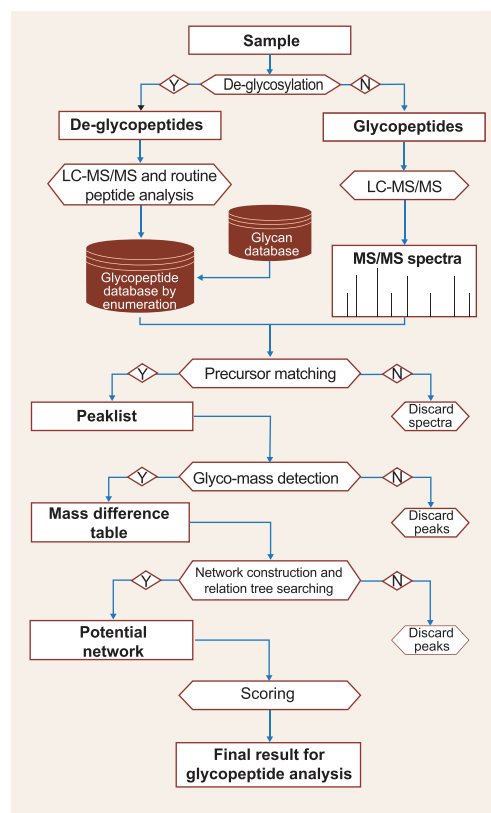 Sample
Y
De-glycosylation
N
De-glycopeptides
Glycopeptides
LC-MS/MS and routine
peptide analysis
LC-MS/MS
Glycan
database
Glycopeptide
database by
enumeration
MS/MS spectra
Y
Precursor matching
N
Peaklist
Discard
spectra
Y
Glyco-mass detection
N
Mass difference
table
Discard
peaks
Y
Network construction and
relation tree searching
N
Potential
network
Discard
peaks
Scoring
Final result for
glycopeptide analysis